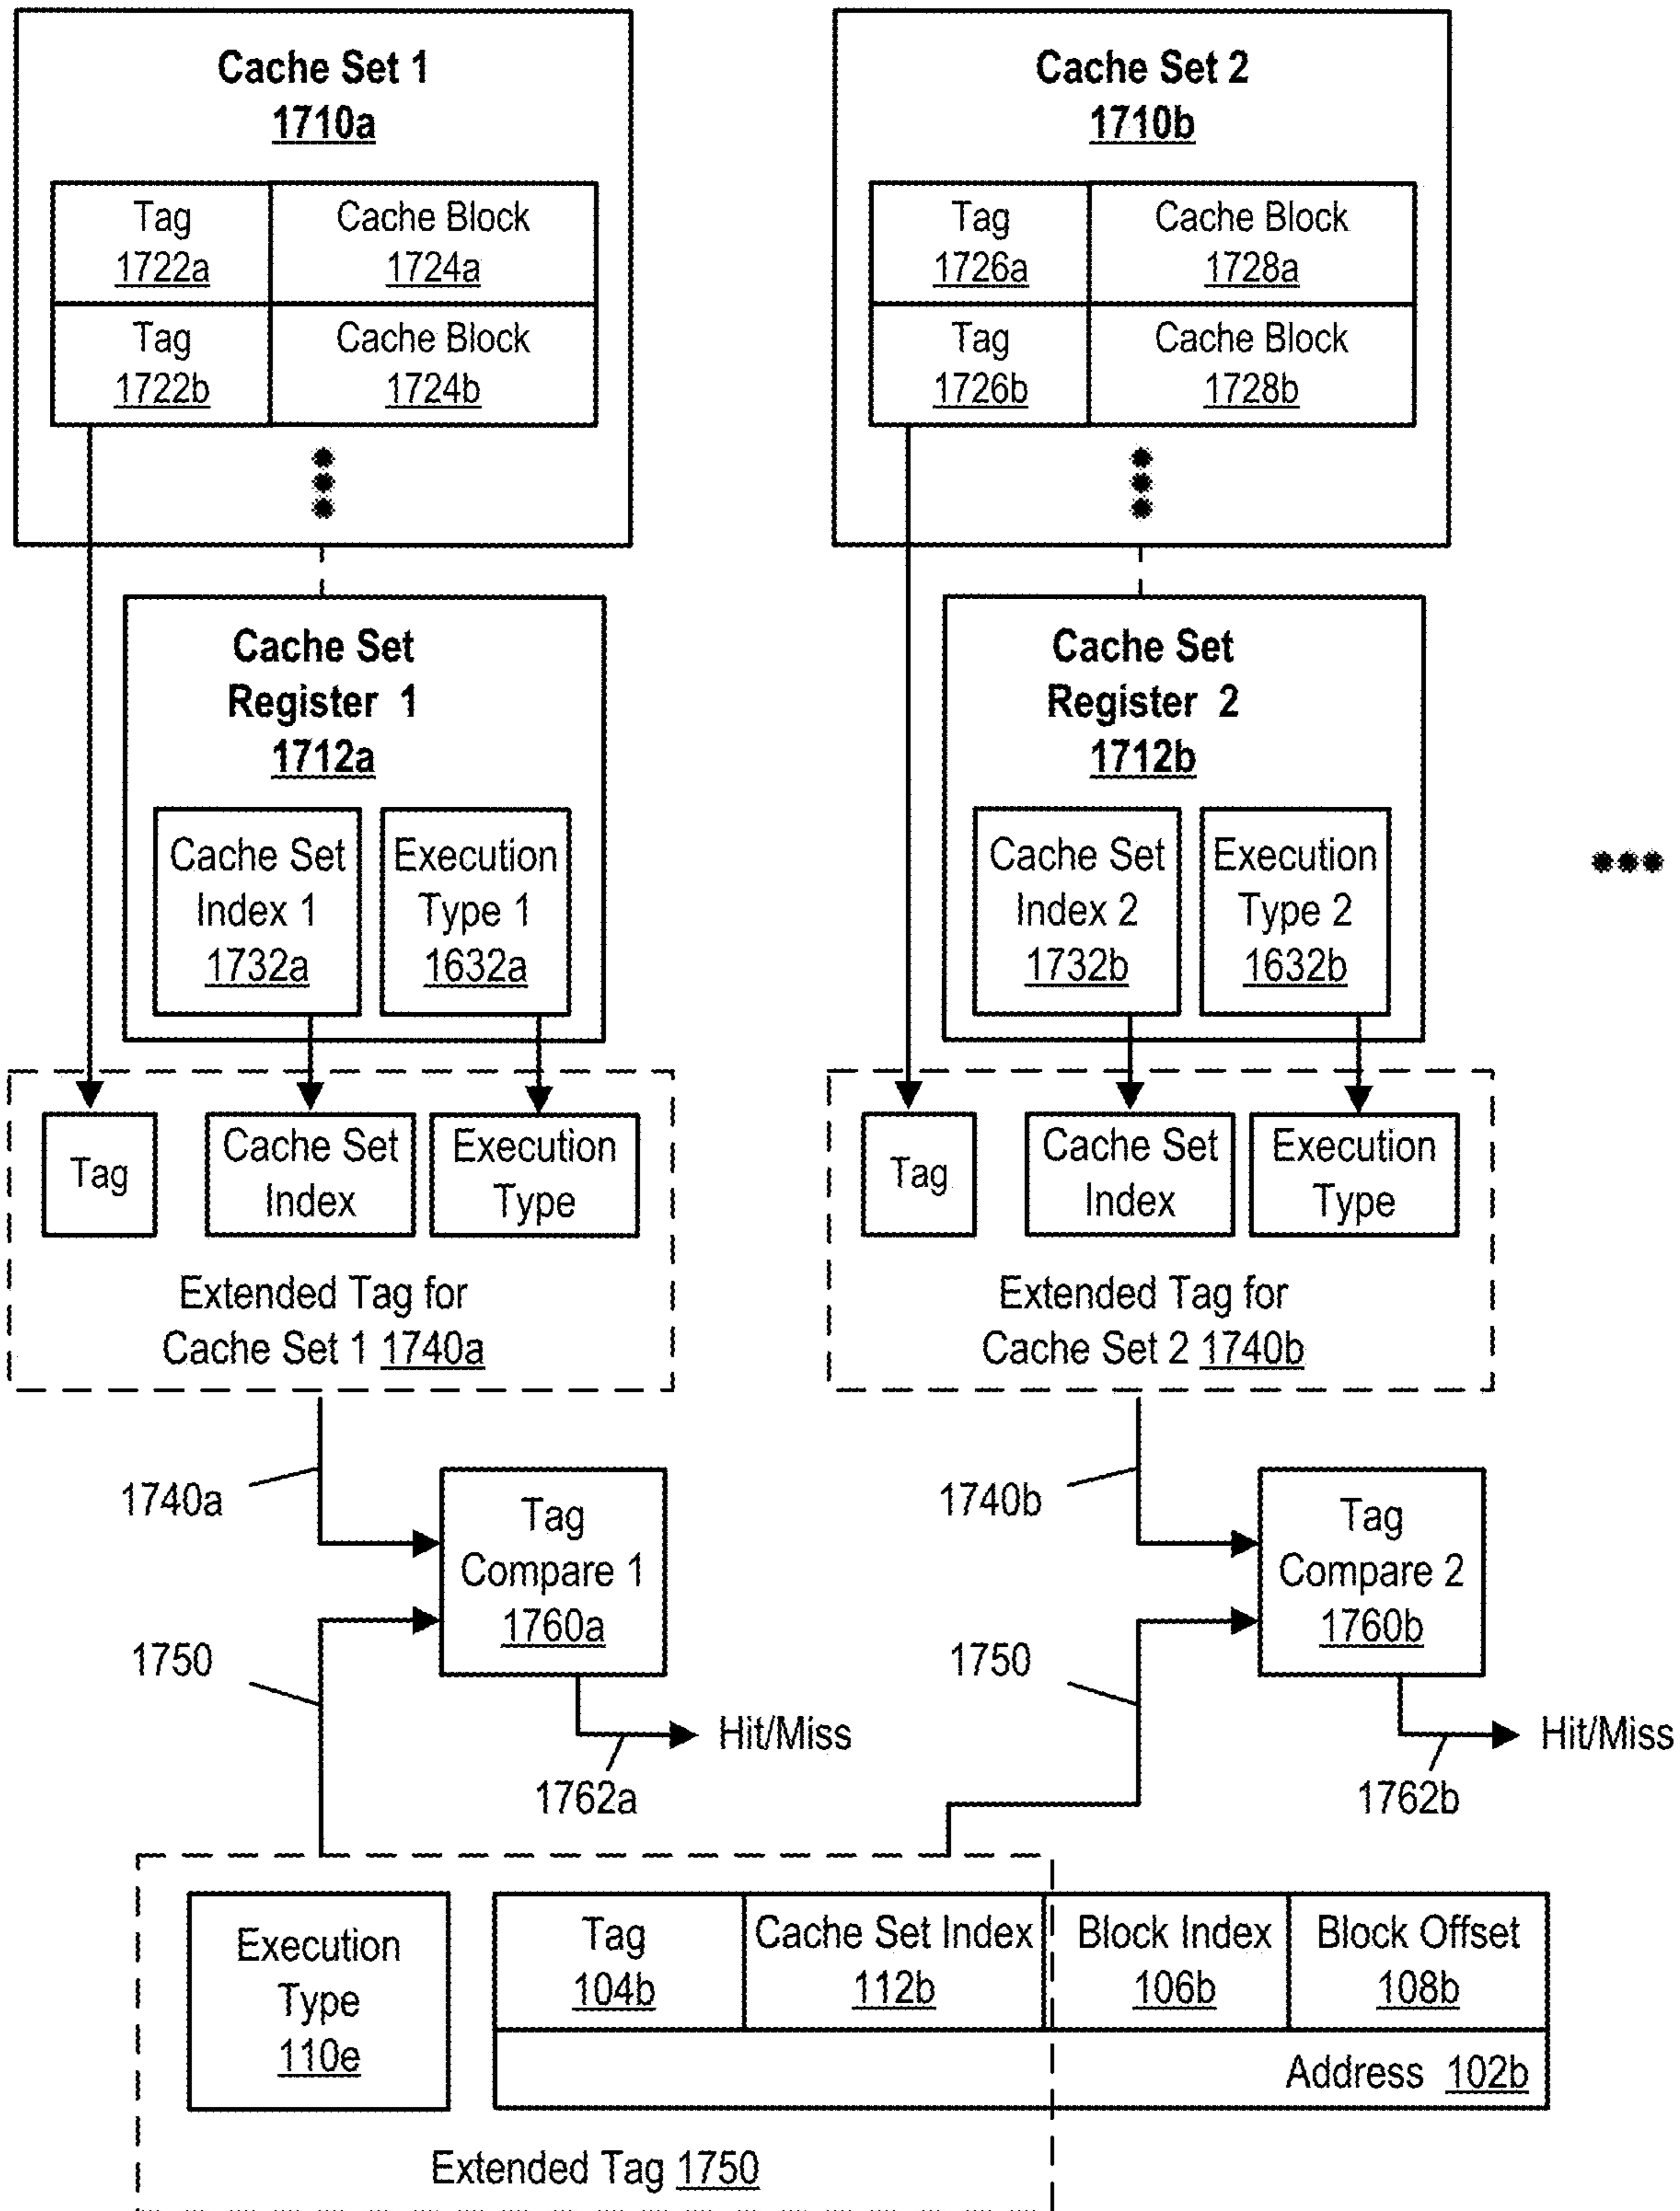 Cache Set 1
1710a
Tag
1722a
Cache Block
1724a
Tag
1722b
Cache Block
1724b
Cache Set 2
1710b
Tag
1726a
Cache Block
1728a
Tag
1726b
Cache Block
1728b
Cache Set
Register 1
1712a
Cache Set
Index 1
1732a
Execution
Type 1
1632a
Cache Set
Register 2
1712b
Cache Set
Index 2
1732b
Execution
Type 2
1632b
Tag
Cache Set
Index
Execution
Type
Extended Tag for
Cache Set 1 1740a
Tag
Cache Set
Index
Execution
Type
Extended Tag for
Cache Set 2 1740b
1740a
Tag
Compare 1
1760a
1750
Hit/Miss
1762a
1740b
Tag
Compare 2
1760b
1750
Hit/Miss
1762b
Execution
Type
110e
Tag
104b
Cache Set Index
112b
Block Index
106b
Block Offset
108b
Address 102b
Extended Tag 1750